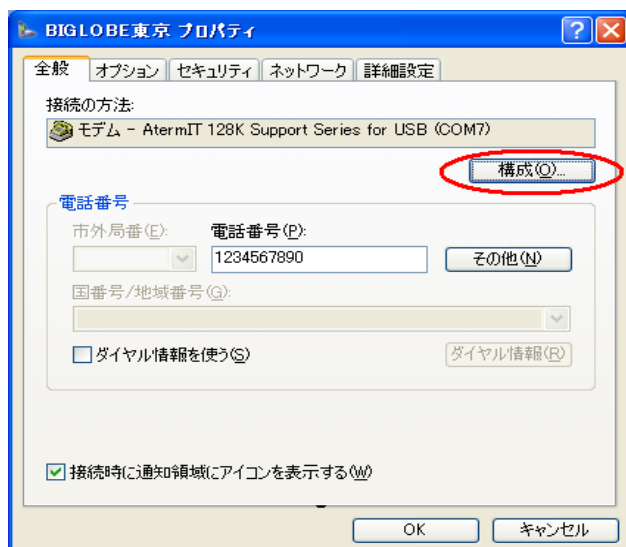 BIGLOBE東京 プロパティ
全般 オプション セキュリティ ネットワーク 詳細設定
接続の方法:
モデム - AtermIT 128K Support Series for USB (COM7)
構成(O)...
電話番号
市外局番(E): 電話番号(P):
1234567890 その他(N)
国番号/地域番号(G):
ダイヤル情報を使う(S) ダイヤル情報(R)
接続時に通知領域にアイコンを表示する(W)
OK キャンセル